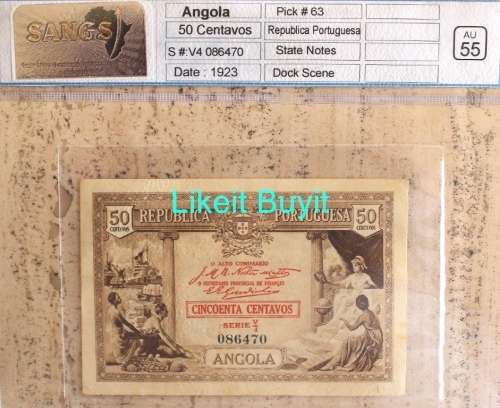 SANGS
Angola
Pick # 63
50 Centavos
Republica Portuguesa
S #:V4 086470
State Notes
Date : 1923
Dock Scene
AU
55
Likeit Buyit
50
CENTAVOS
REPUBLICA PORTUGUESA
50
CENTAVOS
O ALTO COMISSARIO
O SECRETARIO PROVINCIAL DE FINANÇAS
CINCOENTA CENTAVOS
SERIE V/4
086470
ANGOLA